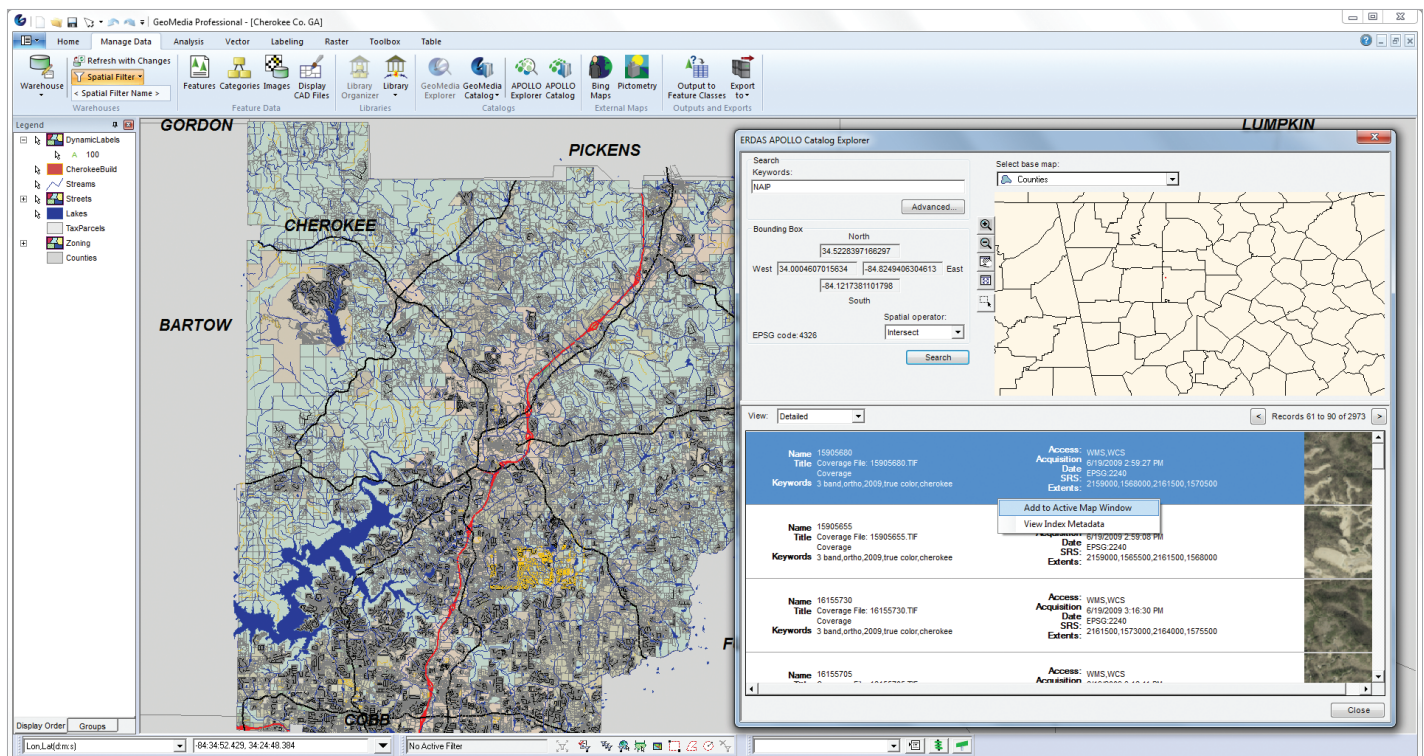 GeoMedia Professional - [Cherokee Co. GA]
Home Manage Data Analysis Vector Labeling Raster Toolbox Table
Warehouse
Refresh with Changes
Spatial Filter
< Spatial Filter Name >
Warehouses
Features Categories Images Display CAD Files
Feature Data
Library Organizer Library
Libraries
GeoMedia Explorer GeoMedia Catalog APOLLO Explorer APOLLO Catalog
Catalogs
Bing Maps Pictometry
External Maps
Output to Feature Classes Export to
Outputs and Exports
Legend
DynamicLabels
A 100
CherokeeBuild
Streams
Streets
Lakes
TaxParcels
Zoning
Counties
Display Order Groups
GORDON
PICKENS
LUMPKIN
CHEROKEE
BARTOW
COBB
F
ERDAS APOLLO Catalog Explorer
Search
Keywords:
NAIP
Advanced...
Bounding Box
North
34.5228397166297
West 34.0004607015634 -84.8249406304613 East
-84.1217381101798
South
Spatial operator:
EPSG code:4326 Intersect
Search
Select base map:
Counties
View: Detailed
< Records 61 to 90 of 2973 >
Name 15905680
Title Coverage File: 15905680.TIF
Coverage
Keywords 3 band,ortho,2009,true color,cherokee
Access: WMS,WCS
Acquisition Date 6/19/2009 2:59:27 PM
SRS: EPSG:2240
Extents: 2159000,1568000,2161500,1570500
Add to Active Map Window
View Index Metadata
Name 15905655
Title Coverage File: 15905655.TIF
Coverage
Keywords 3 band,ortho,2009,true color,cherokee
Acquisition Date 6/19/2009 2:59:08 PM
SRS: EPSG:2240
Extents: 2159000,1565500,2161500,1568000
Name 16155730
Title Coverage File: 16155730.TIF
Coverage
Keywords 3 band,ortho,2009,true color,cherokee
Access: WMS,WCS
Acquisition Date 6/19/2009 3:16:30 PM
SRS: EPSG:2240
Extents: 2161500,1573000,2164000,1575500
Name 16155705
Access: WMS,WCS
Acquisition
Close
Lon,Lat(d:m:s) -84:34:52.429, 34:24:48.384 No Active Filter